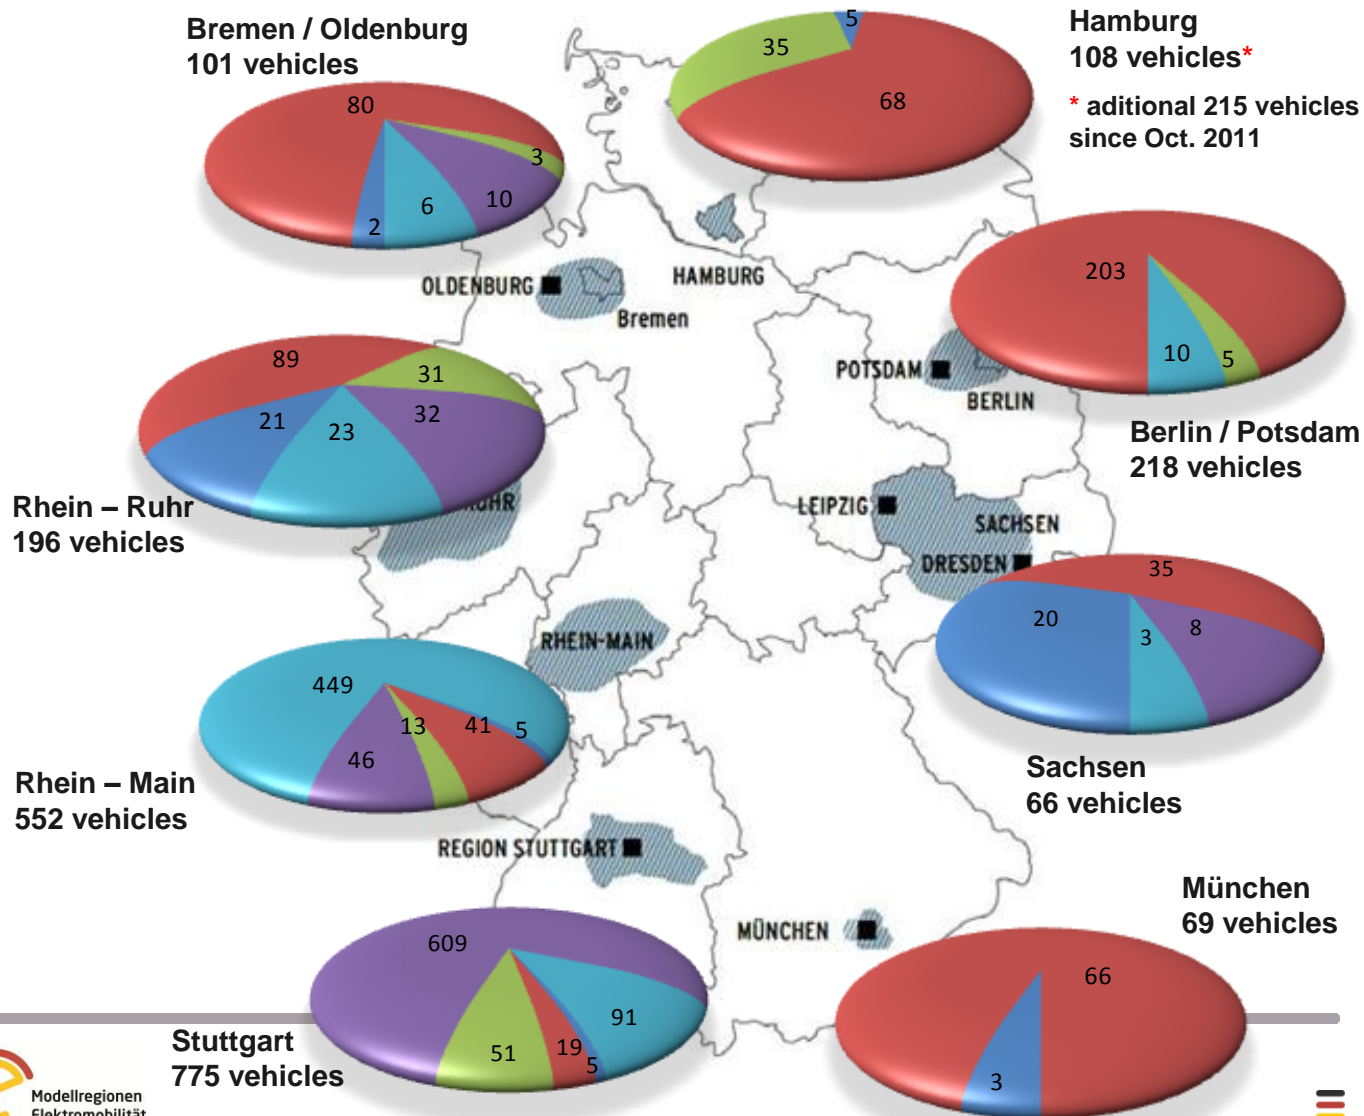 Bremen / Oldenburg
101 vehicles
80
3
10
6
2
Hamburg
108 vehicles*
* aditional 215 vehicles
since Oct. 2011
5
35
68
OLDENBURG
Bremen
HAMBURG
203
10
5
POTSDAM
BERLIN
Berlin / Potsdam
218 vehicles
89
31
21
23
32
RUHR
Rhein – Ruhr
196 vehicles
LEIPZIG
SACHSEN
DRESDEN
35
20
3
8
Sachsen
66 vehicles
RHEIN-MAIN
449
13
41
5
46
Rhein – Main
552 vehicles
REGION STUTTGART
MÜNCHEN
München
69 vehicles
66
3
609
91
51
19
5
Stuttgart
775 vehicles
Modellregionen
Elektromobilität